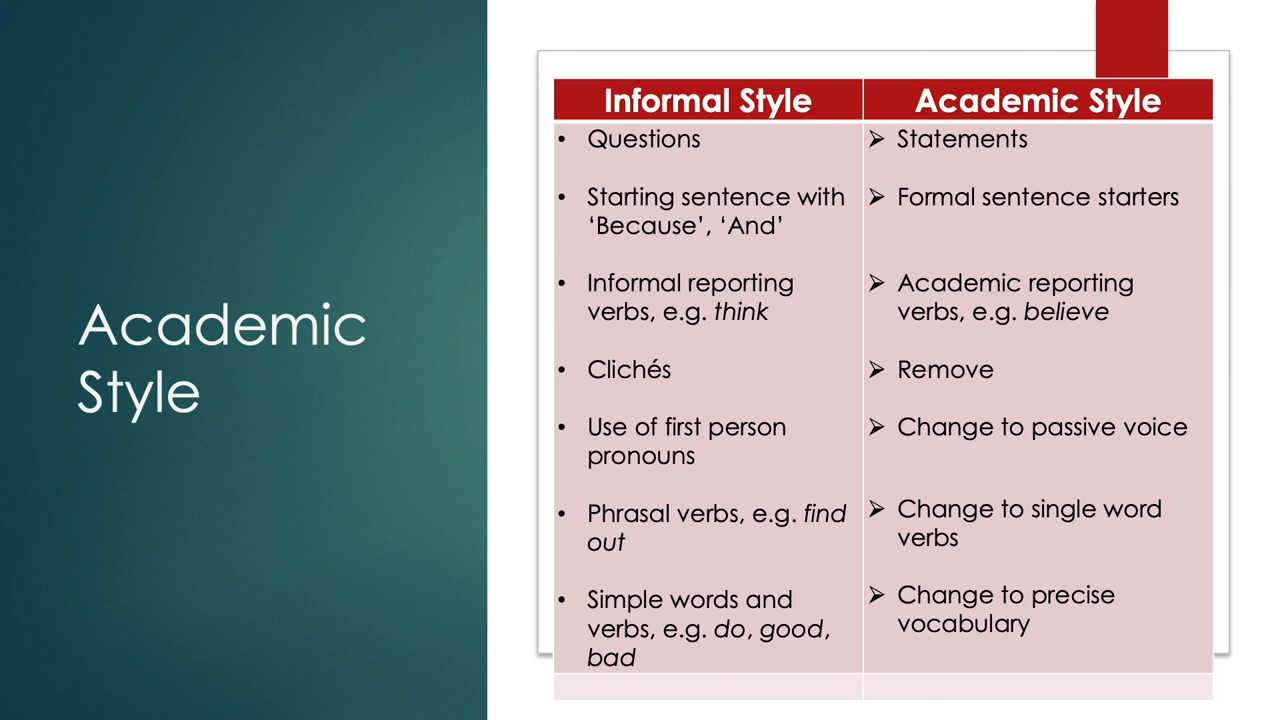 Academic
Style
Informal Style
Academic Style
• Questions
• Starting sentence with
‘Because’, ‘And’
• Informal reporting
verbs, e.g. think
• Clichés
• Use of first person
pronouns
• Phrasal verbs, e.g. find
out
• Simple words and
verbs, e.g. do, good,
bad
➢ Statements
➢ Formal sentence starters
➢ Academic reporting
verbs, e.g. believe
➢ Remove
➢ Change to passive voice
➢ Change to single word
verbs
➢ Change to precise
vocabulary